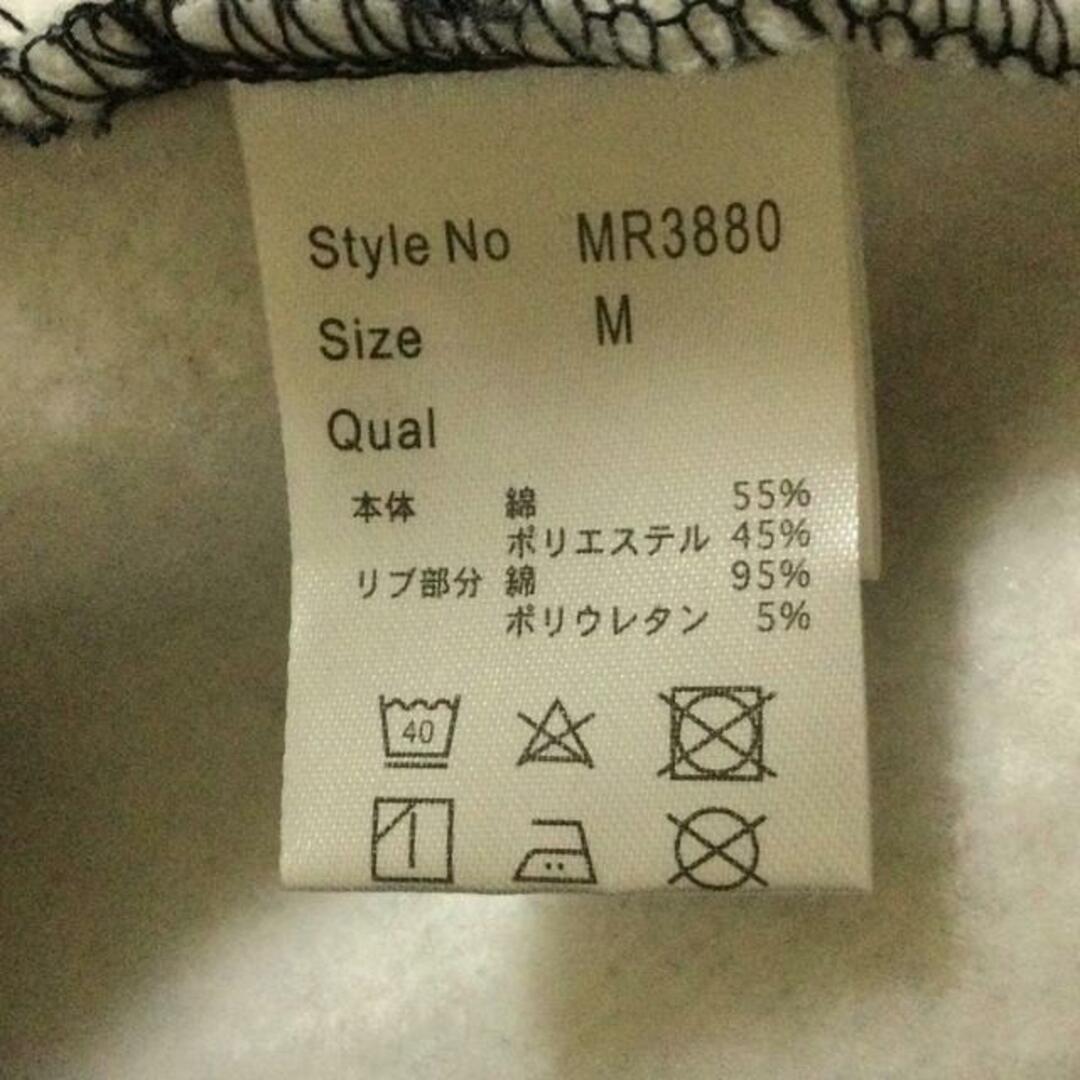 Style No MR3880
Size M
Qual
本体 綿 55%
ポリエステル 45%
リブ部分 綿 95%
ポリウレタン 5%
40